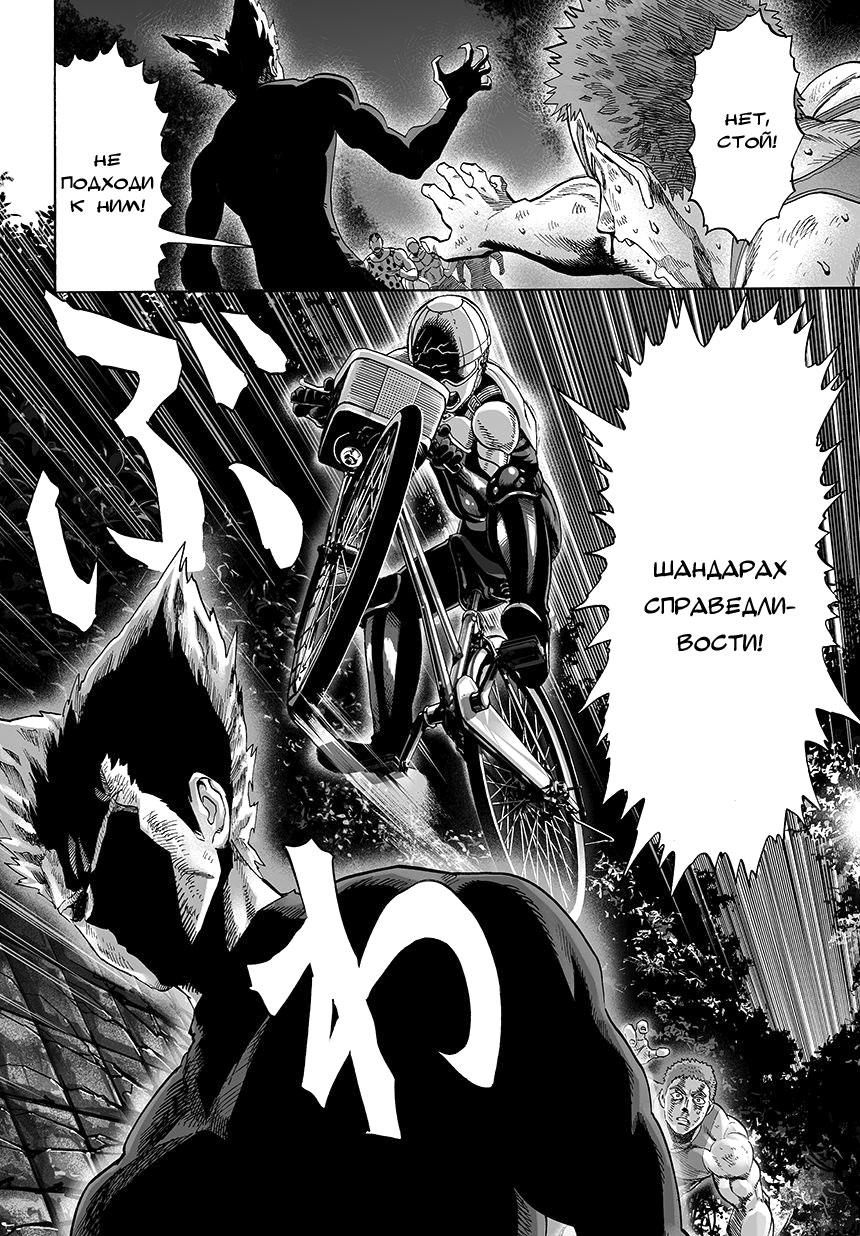 НЕТ,
СТОЙ!
НЕ
ПОДХОДИ
К НИМ!
ШАНДАРАХ
СПРАВЕДЛИ-
ВОСТИ!
ぶわ